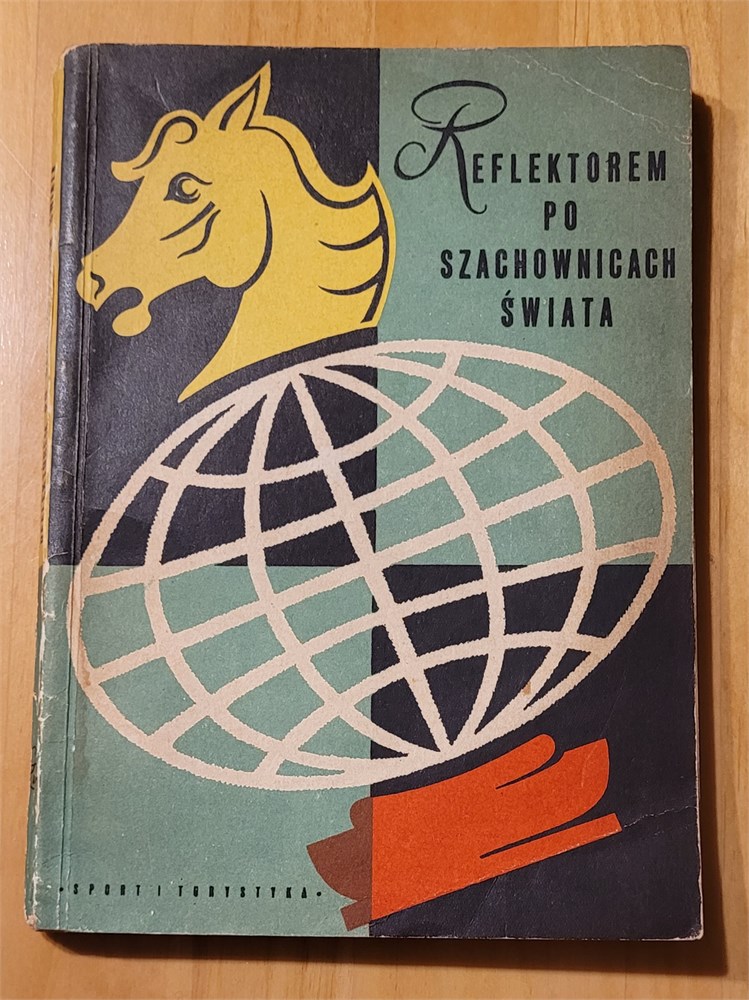 REFLEKTOREM
PO
SZACHOWNICACH
ŚWIATA
• SPORT I TURYSTYKA •